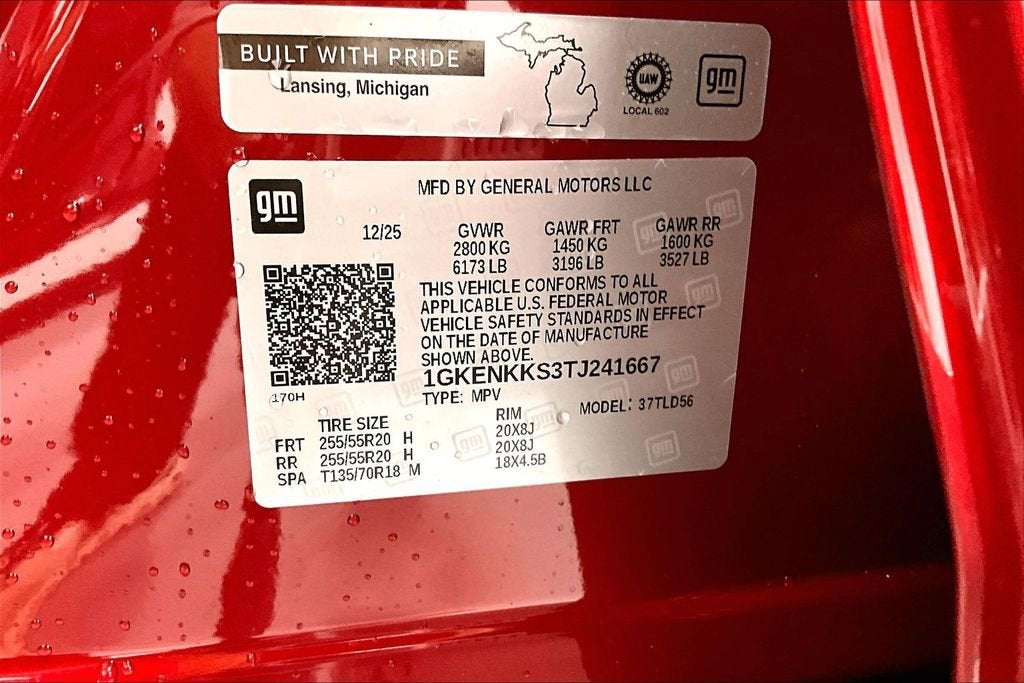 BUILT WITH PRIDE
Lansing, Michigan
UAW
LOCAL 602
gm
gm
MFD BY GENERAL MOTORS LLC
12/25
GVWR GAWR FRT GAWR RR
2800 KG 1450 KG 1600 KG
6173 LB 3196 LB 3527 LB
THIS VEHICLE CONFORMS TO ALL
APPLICABLE U.S. FEDERAL MOTOR
VEHICLE SAFETY STANDARDS IN EFFECT
ON THE DATE OF MANUFACTURE
SHOWN ABOVE.
1GKENKKS3TJ241667
170H
TYPE: MPV MODEL: 37TLD56
TIRE SIZE RIM
FRT 255/55R20 H 20X8J
RR 255/55R20 H 20X8J
SPA T135/70R18 M 18X4.5B